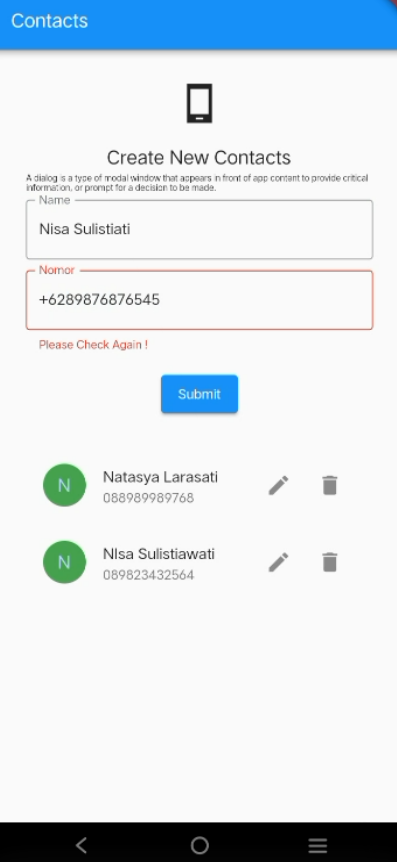 Contacts
Create New Contacts
A dialog is a type of modal window that appears in front of app content to provide critical
information, or prompt for a decision to be made.
Name
Nisa Sulistiati
Nomor
+6289876876545
Please Check Again !
Submit
N
Natasya Larasati
088989989768
N
NIsa Sulistiawati
089823432564